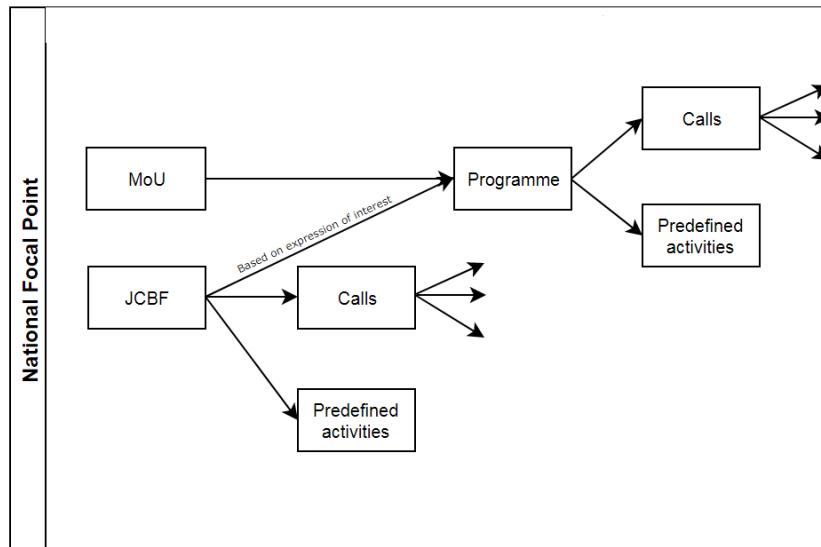 National Focal Point
Calls
MoU
Programme
Based on expression of interest
Predefined
activities
JCBF
Calls
Predefined
activities